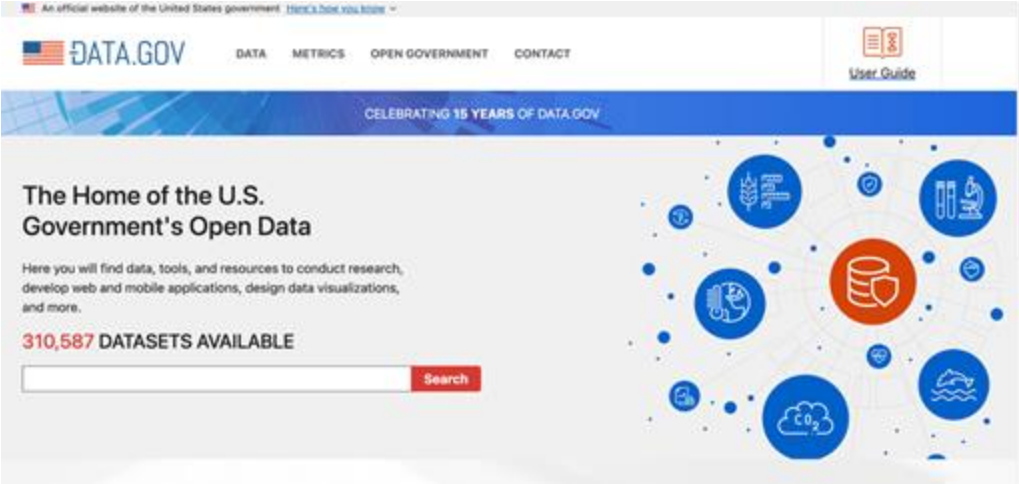 An official website of the United States government Here's how you know
DATA.GOV
DATA METRICS OPEN GOVERNMENT CONTACT
User Guide
CELEBRATING 15 YEARS OF DATA.GOV
The Home of the U.S.
Government's Open Data
Here you will find data, tools, and resources to conduct research,
develop web and mobile applications, design data visualizations,
and more.
310,587 DATASETS AVAILABLE
Search
CO2